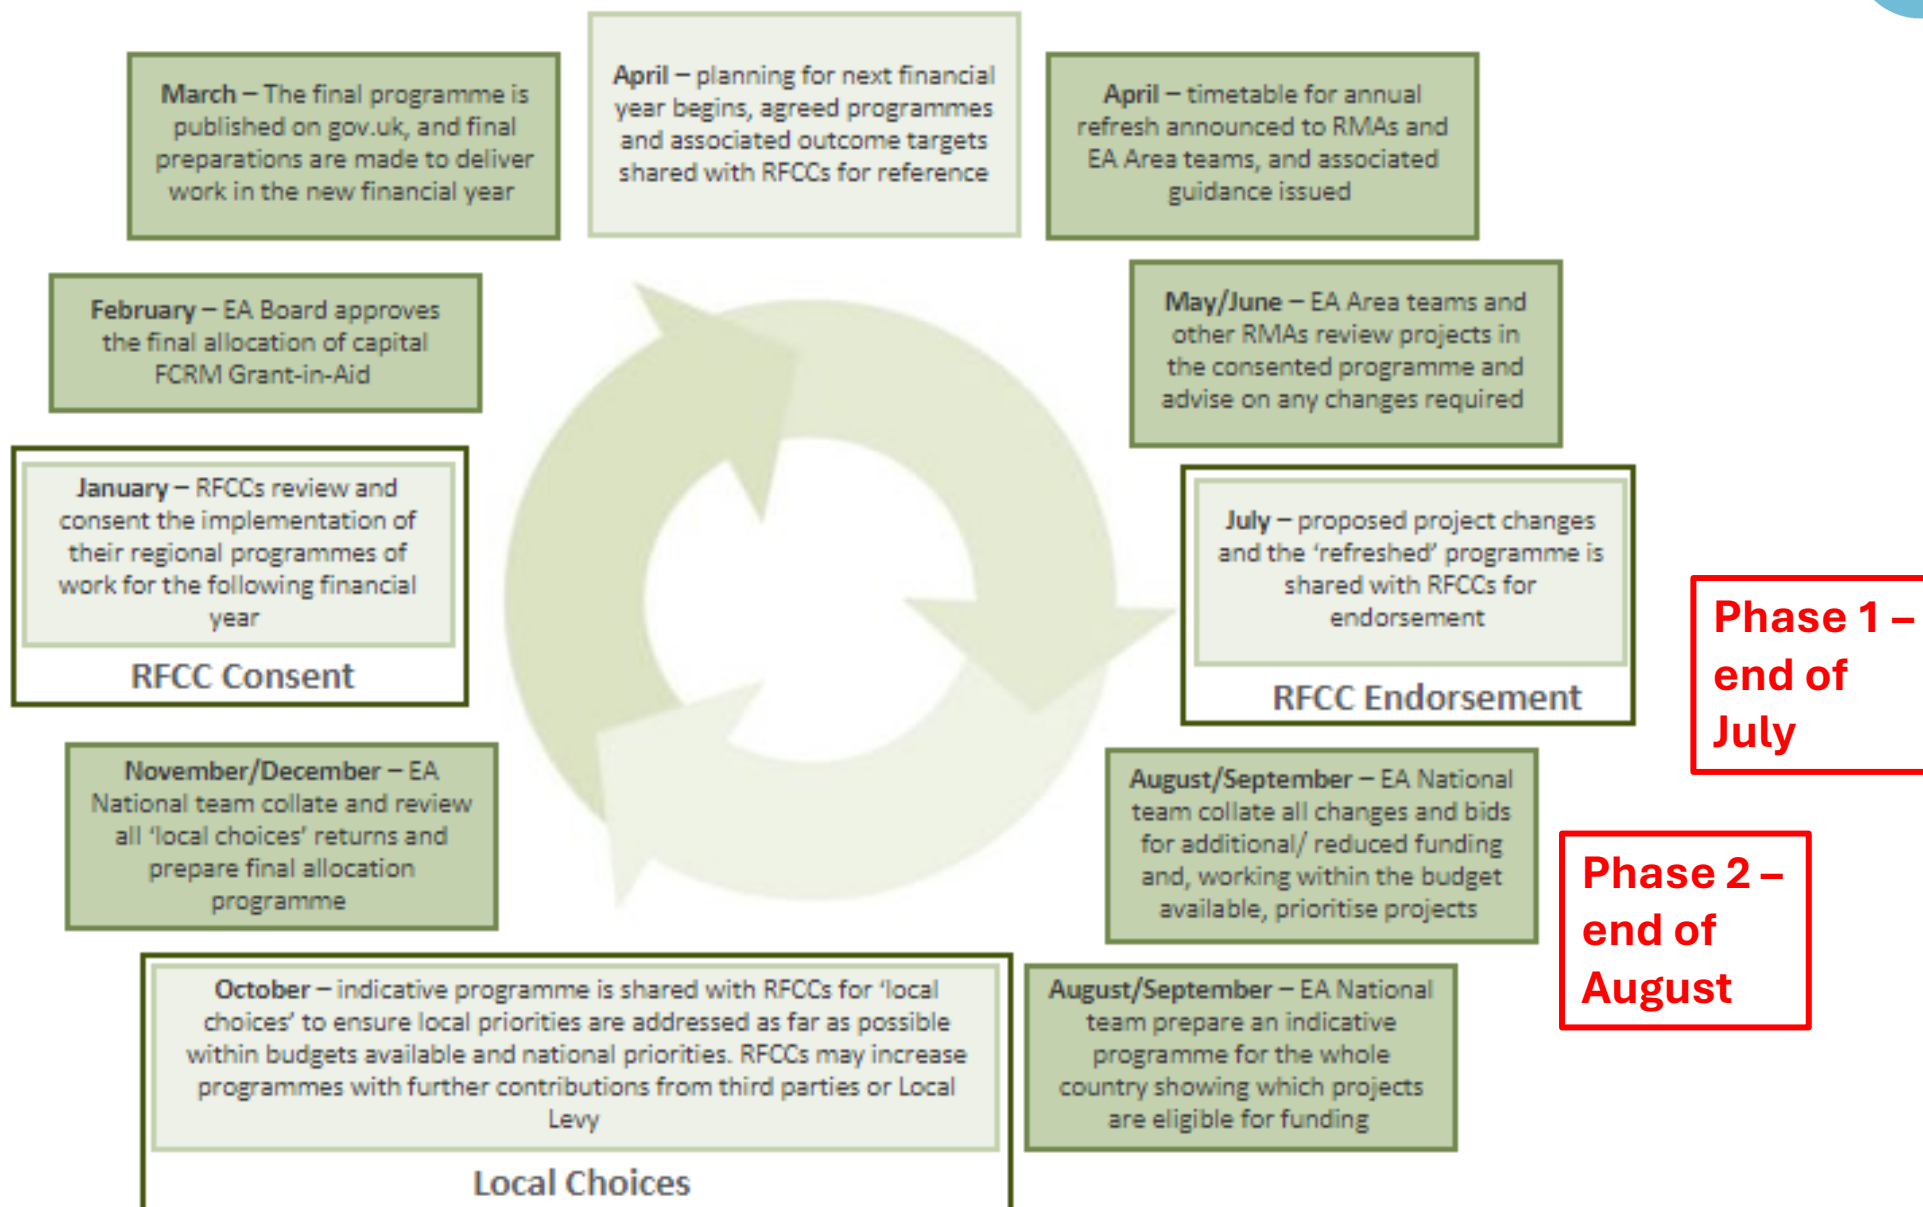 April – planning for next financial
year begins, agreed programmes
and associated outcome targets
shared with RFCCs for reference
April – timetable for annual
refresh announced to RMAs and
EA Area teams, and associated
guidance issued
May/June – EA Area teams and
other RMAs review projects in
the consented programme and
advise on any changes required
July – proposed project changes
and the ‘refreshed’ programme is
shared with RFCCs for
endorsement
RFCC Endorsement
Phase 1 –
end of
July
August/September – EA National
team collate all changes and bids
for additional/ reduced funding
and, working within the budget
available, prioritise projects
Phase 2 –
end of
August
August/September – EA National
team prepare an indicative
programme for the whole
country showing which projects
are eligible for funding
October – indicative programme is shared with RFCCs for ‘local
choices’ to ensure local priorities are addressed as far as possible
within budgets available and national priorities. RFCCs may increase
programmes with further contributions from third parties or Local
Levy
Local Choices
November/December – EA
National team collate and review
all ‘local choices’ returns and
prepare final allocation
programme
January – RFCCs review and
consent the implementation of
their regional programmes of
work for the following financial
year
RFCC Consent
February – EA Board approves
the final allocation of capital
FCRM Grant-in-Aid
March – The final programme is
published on gov.uk, and final
preparations are made to deliver
work in the new financial year